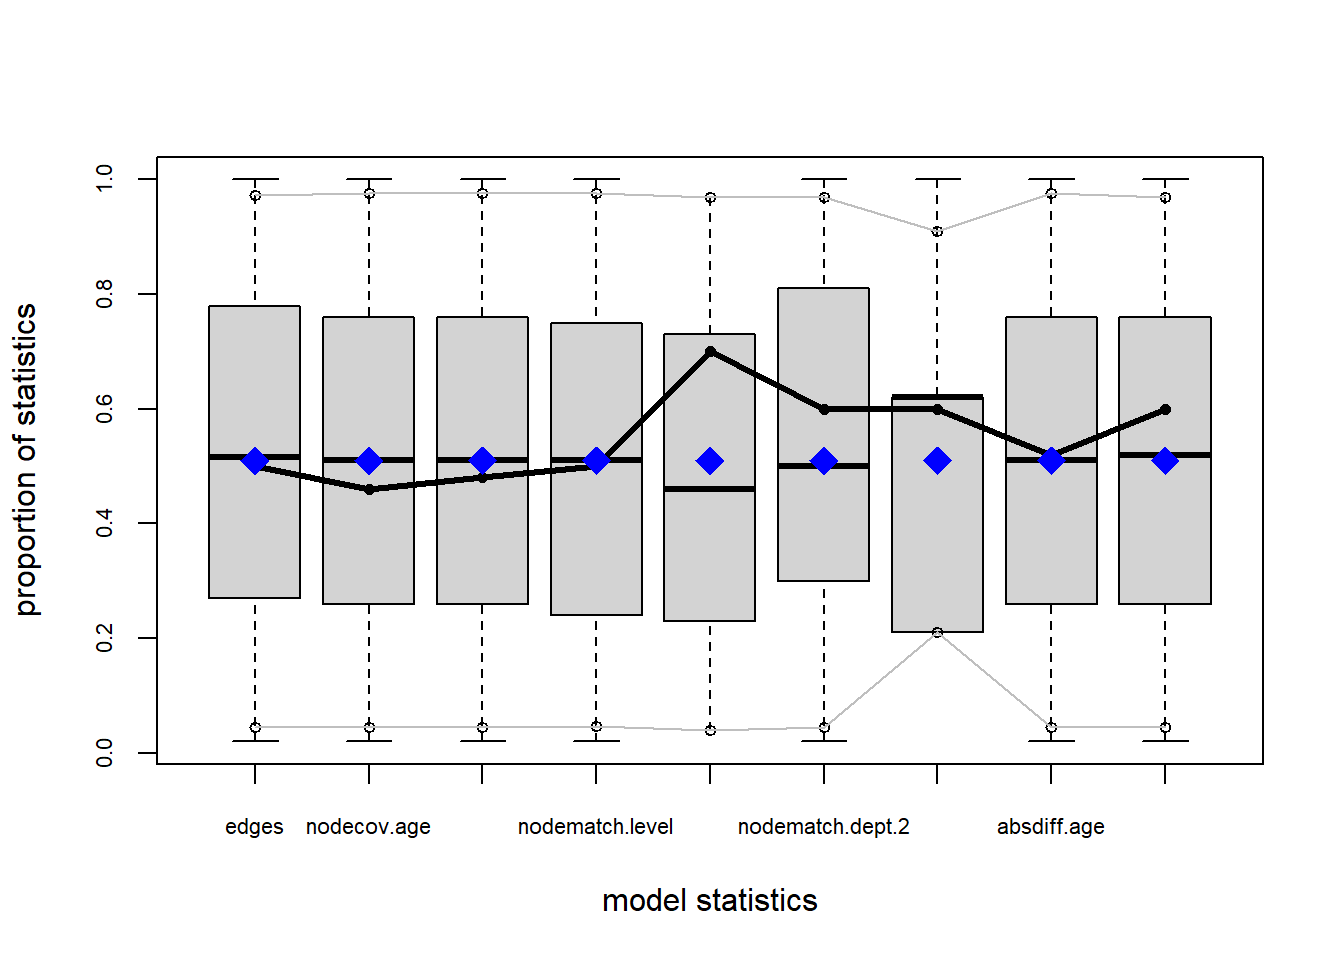 proportion of statistics
1.0
0.8
0.6
0.4
0.2
0.0
edges nodecov.age nodematch.level nodematch.dept.2 absdiff.age
model statistics